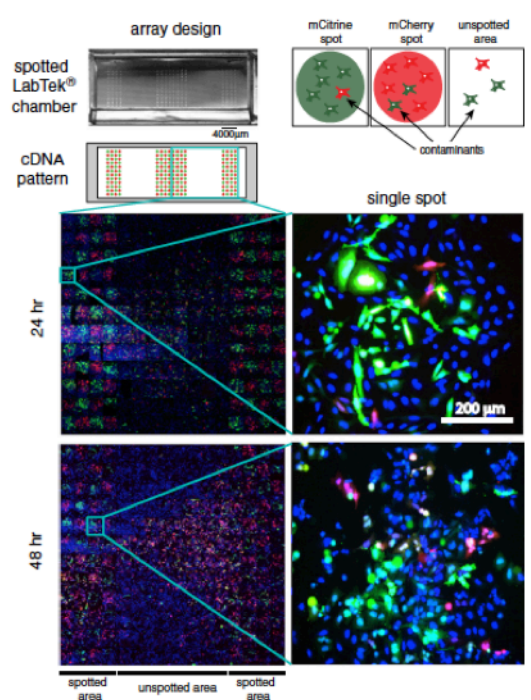 array design
mCitrine
spot
mCherry
spot
unspotted
area
spotted
LabTek®
chamber
4000µm
contaminants
cDNA
pattern
single spot
24 hr
200 µm
48 hr
spotted
area
unspotted area
spotted
area